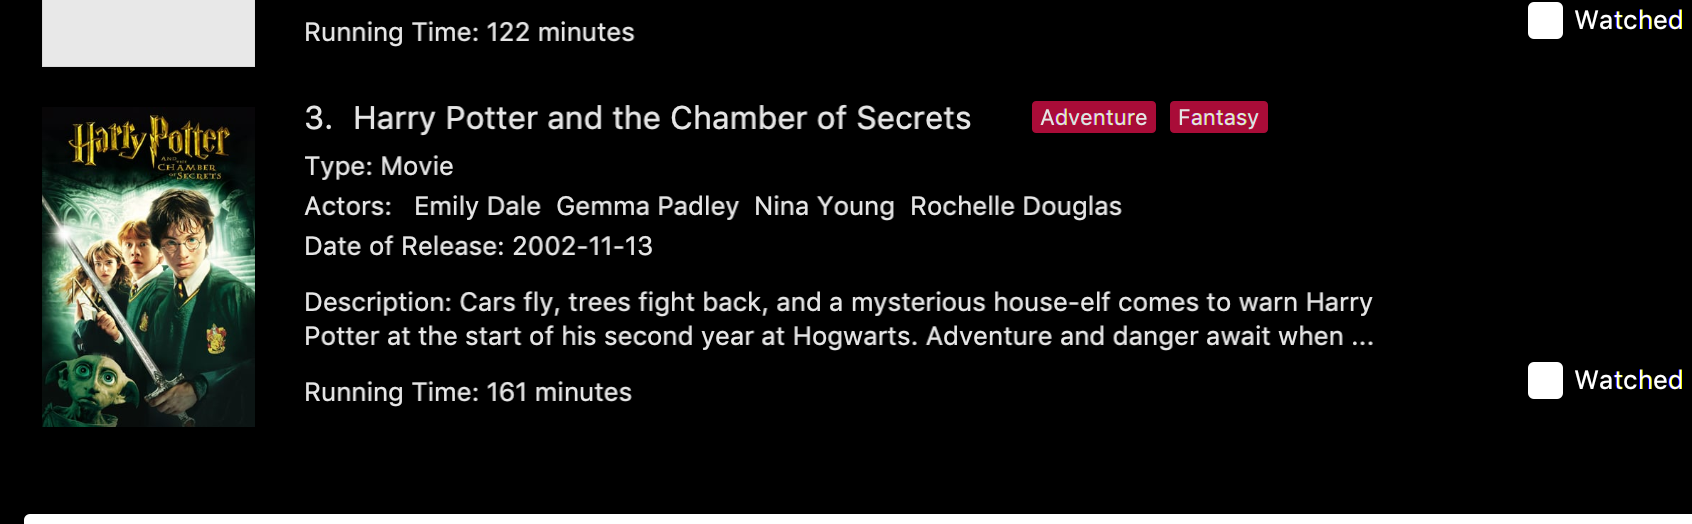 Running Time: 122 minutes
Watched
3. Harry Potter and the Chamber of Secrets
Adventure
Fantasy
Harry Potter
AND THE
CHAMBER
OF SECRETS
Type: Movie
Actors: Emily Dale Gemma Padley Nina Young Rochelle Douglas
Date of Release: 2002-11-13
Description: Cars fly, trees fight back, and a mysterious house-elf comes to warn Harry
Potter at the start of his second year at Hogwarts. Adventure and danger await when ...
Running Time: 161 minutes
Watched